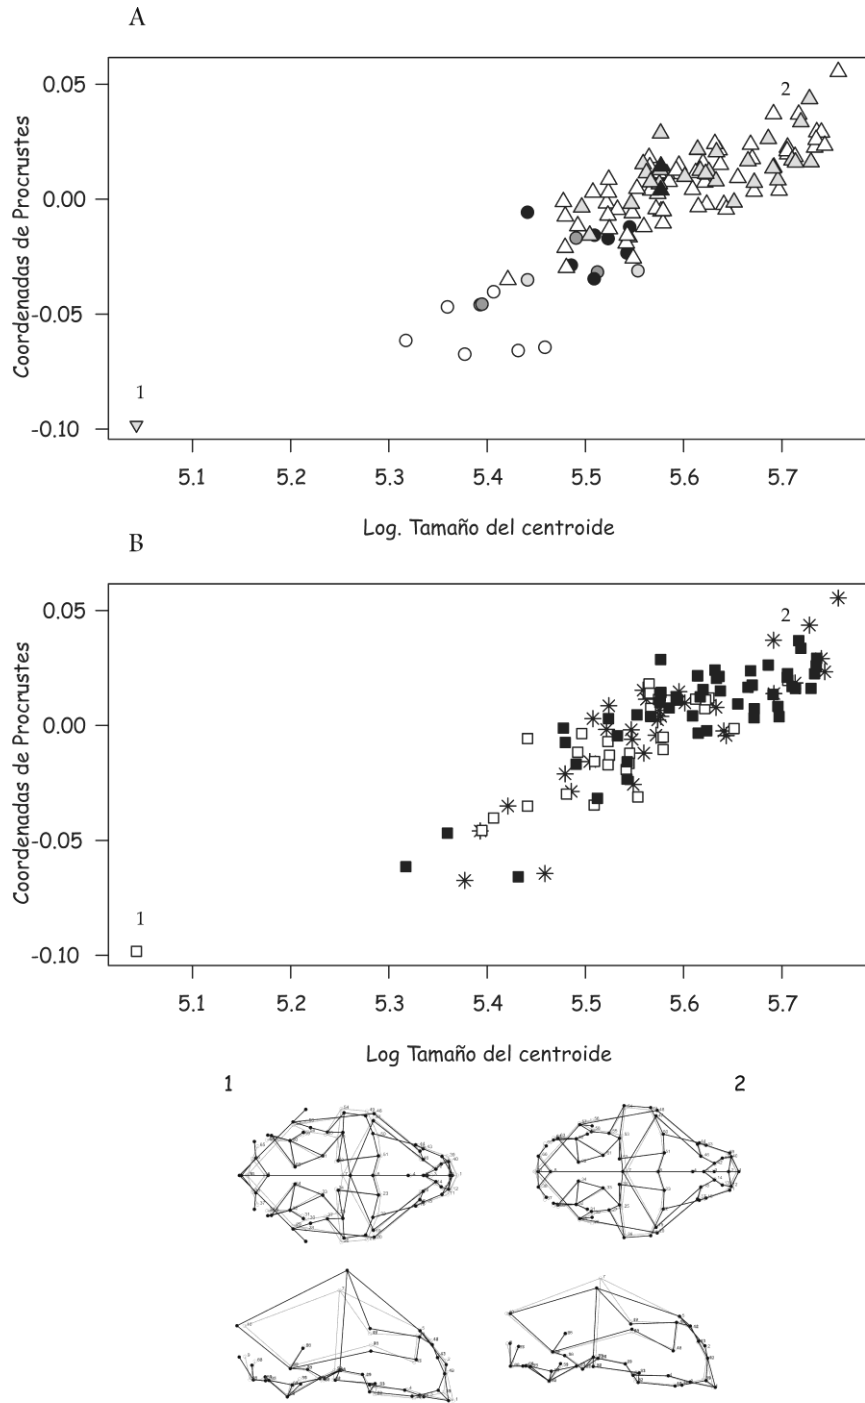 A
0.05
2
0.00
-0.05
1
-0.10
Coordenadas de Procrustes
5.1 5.2 5.3 5.4 5.5 5.6 5.7
Log. Tamaño del centroide
B
0.05
2
0.00
-0.05
1
-0.10
Coordenadas de Procrustes
5.1 5.2 5.3 5.4 5.5 5.6 5.7
Log Tamaño del centroide
1 2